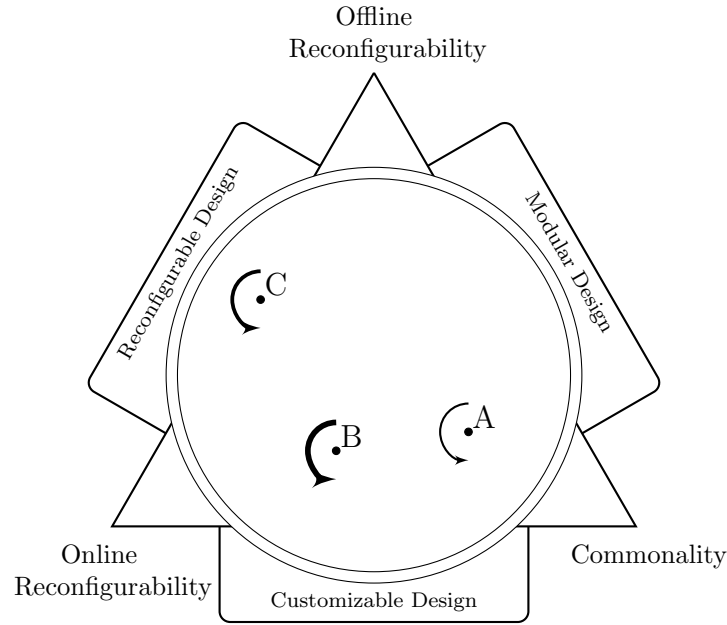 Offline
Reconfigurability
Reconfigurable Design
Modular Design
C
B
A
Online
Reconfigurability
Commonality
Customizable Design